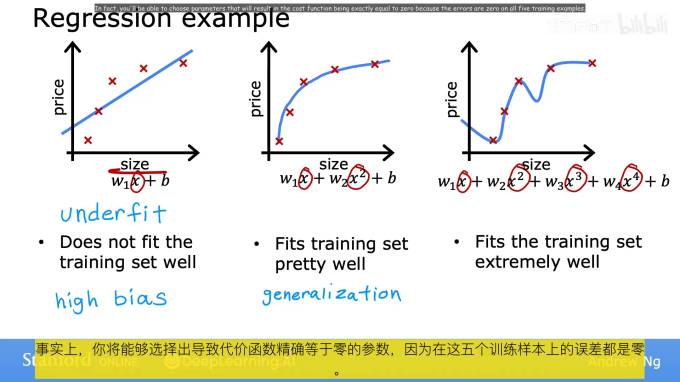 In fact, you'll be able to choose parameters that will result in the cost function being exactly equal to zero because the errors are zero on all five training examples.
Regression example
bilibili
price
size
w₁x + b
price
size
w₁x + w₂x² + b
price
size
w₁x + w₂x² + w₃x³ + w₄x⁴ + b
underfit
• Does not fit the
training set well
high bias
• Fits training set
pretty well
generalization
• Fits the training set
extremely well
事实上，你将能够选择出导致代价函数精确等于零的参数，因为在这五个训练样本上的误差都是零
。
Stanford ONLINE
DeepLearning.AI
Andrew Ng